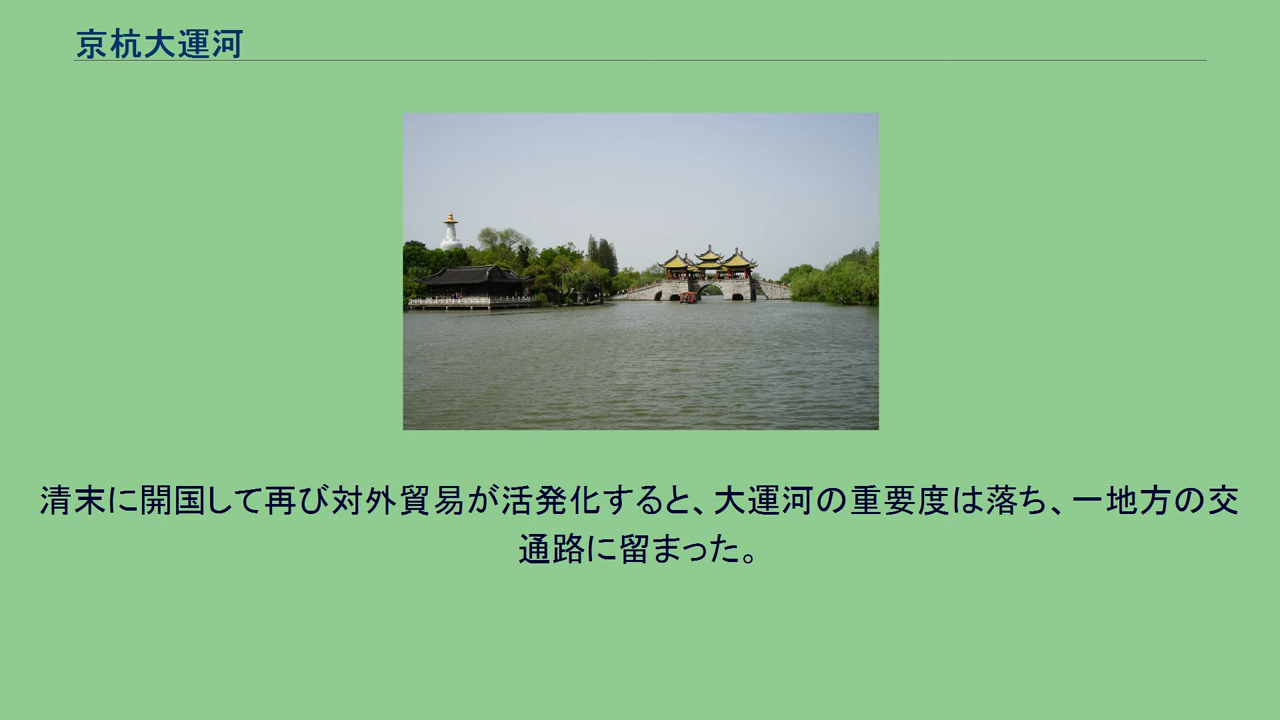 京杭大運河
清末に開国して再び対外貿易が活発化すると、大運河の重要度は落ち、一地方の交
通路に留まった。